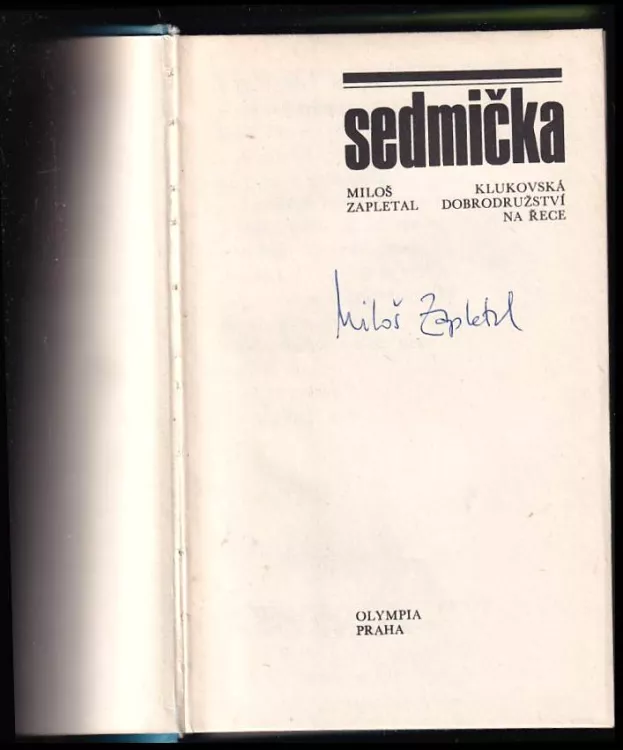 sedmička
MILOŠ
ZAPLETAL
KLUKOVSKÁ
DOBRODRUŽSTVÍ
NA ŘECE
Miloš Zapletal
OLYMPIA
PRAHA